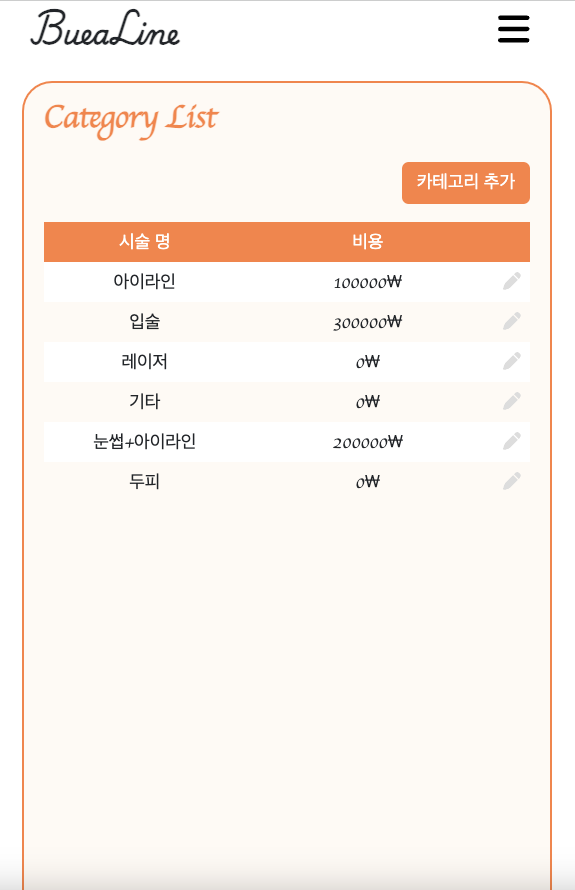 BueaLine
Category List
카테고리 추가
시술 명 비용
아이라인 100000₩
입술 300000₩
레이저 0₩
기타 0₩
눈썹+아이라인 200000₩
두피 0₩